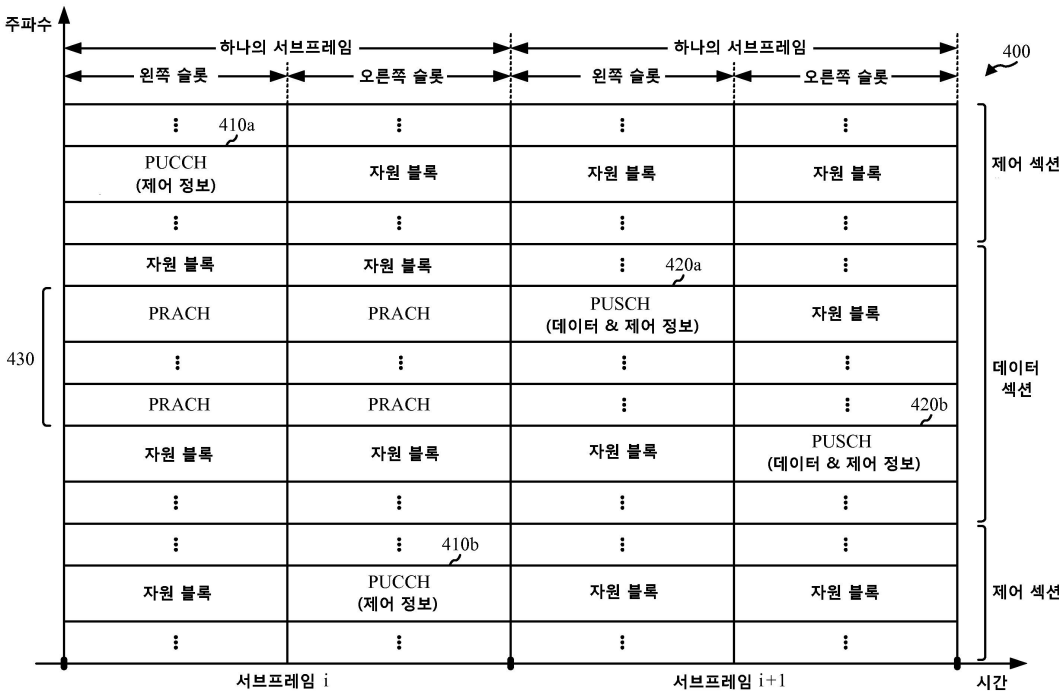 주파수
하나의 서브프레임
하나의 서브프레임
400
왼쪽 슬롯
오른쪽 슬롯
왼쪽 슬롯
오른쪽 슬롯
410a
PUCCH
(제어 정보)
자원 블록
자원 블록
자원 블록
제어 섹션
자원 블록
자원 블록
420a
PRACH
PRACH
PUSCH
(데이터 & 제어 정보)
자원 블록
430
데이터
섹션
PRACH
PRACH
420b
자원 블록
자원 블록
자원 블록
PUSCH
(데이터 & 제어 정보)
410b
자원 블록
PUCCH
(제어 정보)
자원 블록
자원 블록
제어 섹션
서브프레임 i
서브프레임 i+1
시간